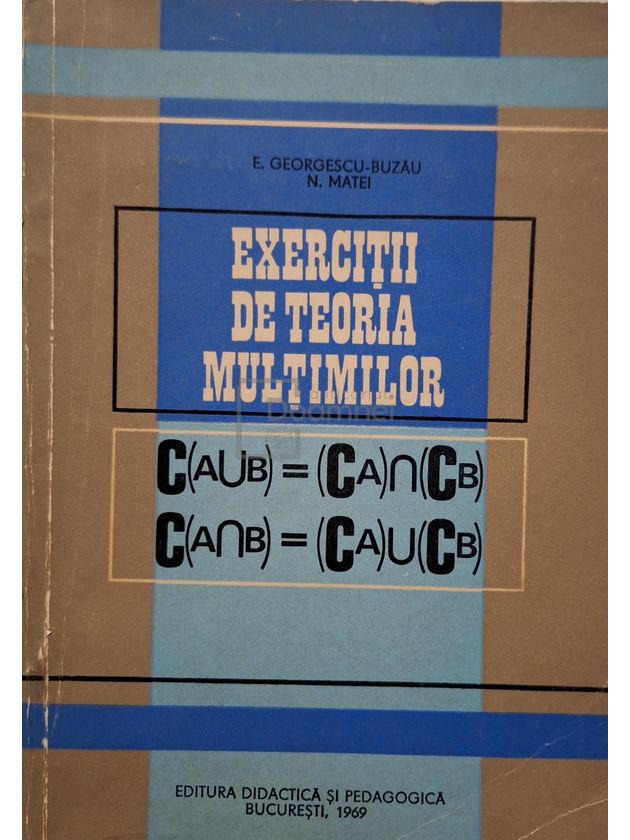 E. GEORGESCU-BUZĂU
N. MATEI
EXERCIȚII
DE TEORIA
MULTIMILOR
C(A∪B) = (CA)∩(CB)
C(A∩B) = (CA)∪(CB)
EDITURA DIDACTICĂ ȘI PEDAGOGICĂ
BUCUREȘTI, 1969